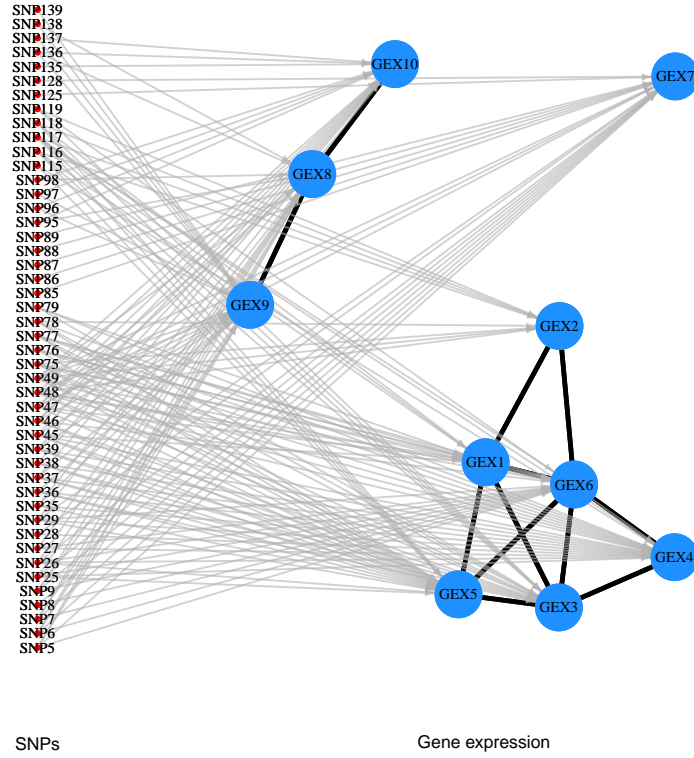 SNP139
SNP138
SNP137
SNP136
SNP135
SNP128
SNP125
SNP119
SNP118
SNP117
SNP116
SNP115
SNP98
SNP97
SNP96
SNP95
SNP89
SNP88
SNP87
SNP86
SNP85
SNP79
SNP78
SNP77
SNP76
SNP75
SNP49
SNP48
SNP47
SNP46
SNP45
SNP39
SNP38
SNP37
SNP36
SNP35
SNP29
SNP28
SNP27
SNP26
SNP25
SNP9
SNP8
SNP7
SNP6
SNP5
GEX10
GEX7
GEX8
GEX9
GEX2
GEX1
GEX6
GEX4
GEX5
GEX3
SNPs
Gene expression